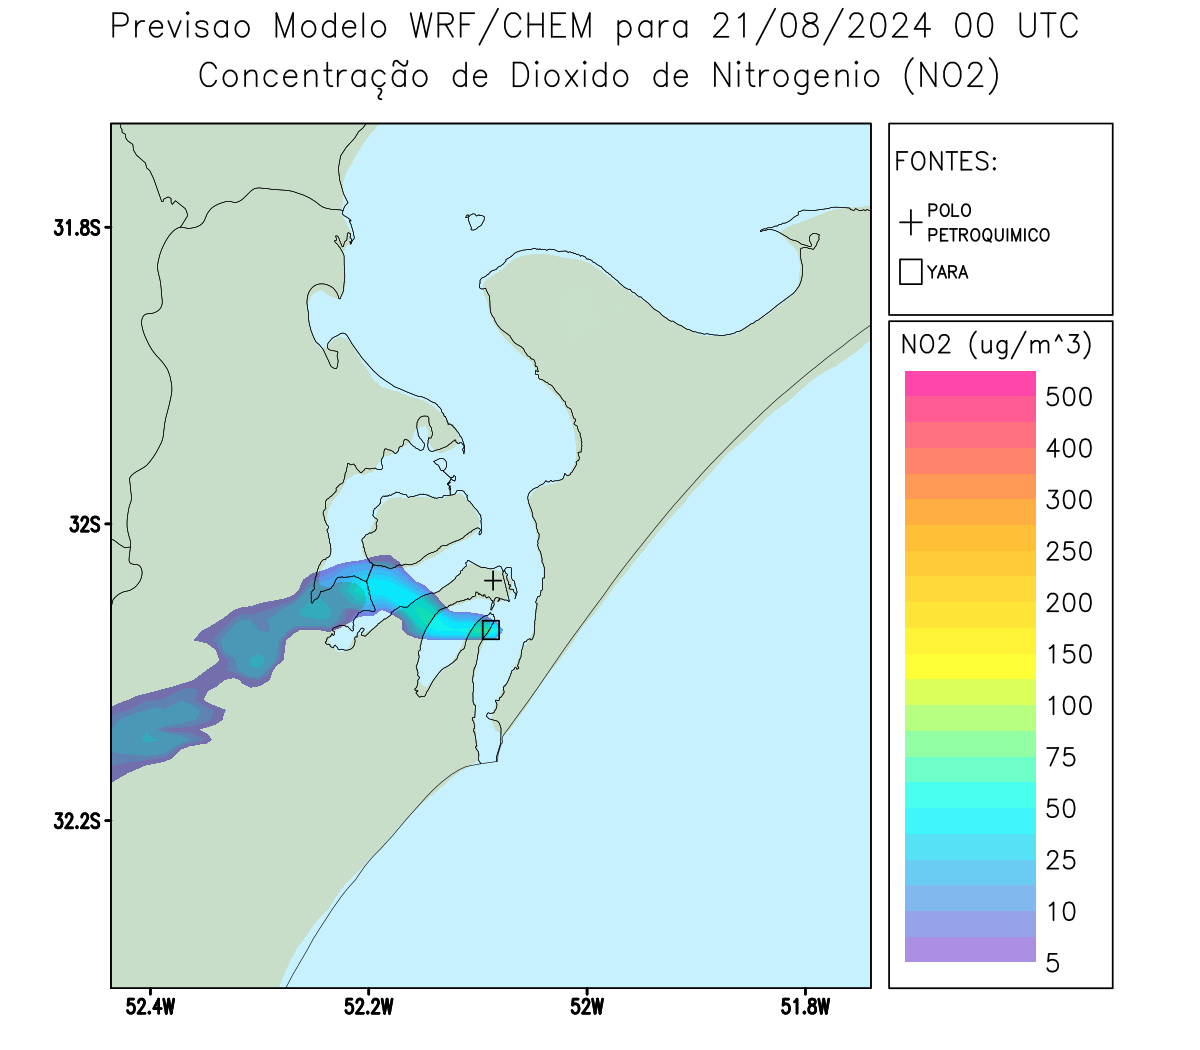 Previsao Modelo WRF/CHEM para 21/08/2024 00 UTC
Concentração de Dioxido de Nitrogenio (NO2)
FONTES:
POLO
PETROQUIMICO
YARA
NO2 (ug/m^3)
500
400
300
250
200
150
100
75
50
25
10
5
31.8S
32S
32.2S
52.4W
52.2W
52W
51.8W